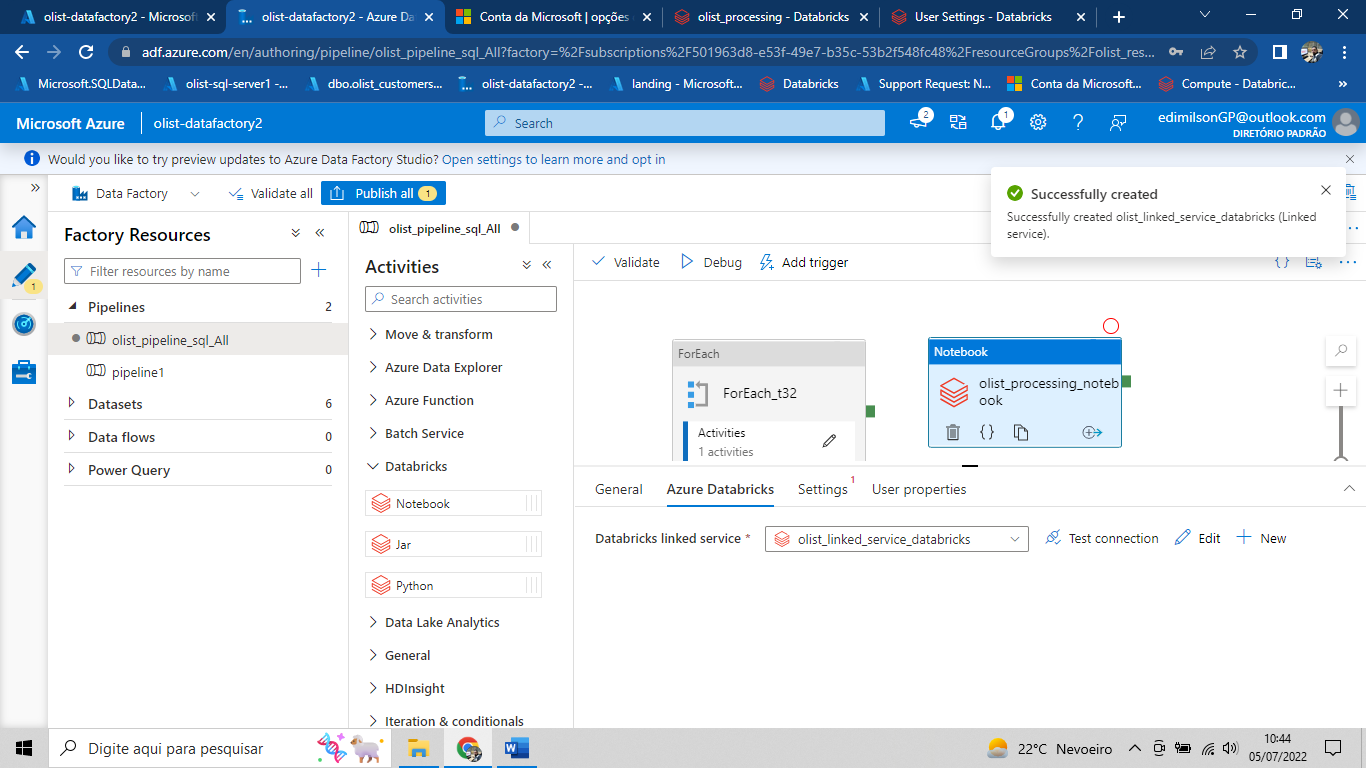 olist-datafactory2 - Microsof
olist-datafactory2 - Azure Da
Conta da Microsoft | opções
olist_processing - Databricks
User Settings - Databricks
adf.azure.com/en/authoring/pipeline/olist_pipeline_sql_All?factory=%2Fsubscriptions%2F501963d8-e53f-49e7-b35c-53b2f548fc48%2FresourceGroups%2Folist_res...
Microsoft.SQLData...
olist-sql-server1 -...
dbo.olist_customers...
olist-datafactory2 -...
landing - Microsoft...
Databricks
Support Request: N...
Conta da Microsoft...
Compute - Databric...
»
Microsoft Azure
olist-datafactory2
Search
2
1
edimilsonGP@outlook.com
DIRETÓRIO PADRÃO
Would you like to try preview updates to Azure Data Factory Studio? Open settings to learn more and opt in
Data Factory
Validate all
Publish all 1
Successfully created
Successfully created olist_linked_service_databricks (Linked
service).
Factory Resources
Filter resources by name
1
Pipelines 2
olist_pipeline_sql_All
pipeline1
Datasets 6
Data flows 0
Power Query 0
olist_pipeline_sql_All
Activities
Search activities
Move & transform
Azure Data Explorer
Azure Function
Batch Service
Databricks
Notebook
Jar
Python
Data Lake Analytics
General
HDInsight
Iteration & conditionals
Validate
Debug
Add trigger
ForEach
ForEach_t32
Activities
1 activities
Notebook
olist_processing_noteb
ook
General
Azure Databricks
Settings 1
User properties
Databricks linked service *
olist_linked_service_databricks
Test connection
Edit
New
Digite aqui para pesquisar
22°C Nevoeiro
10:44
05/07/2022